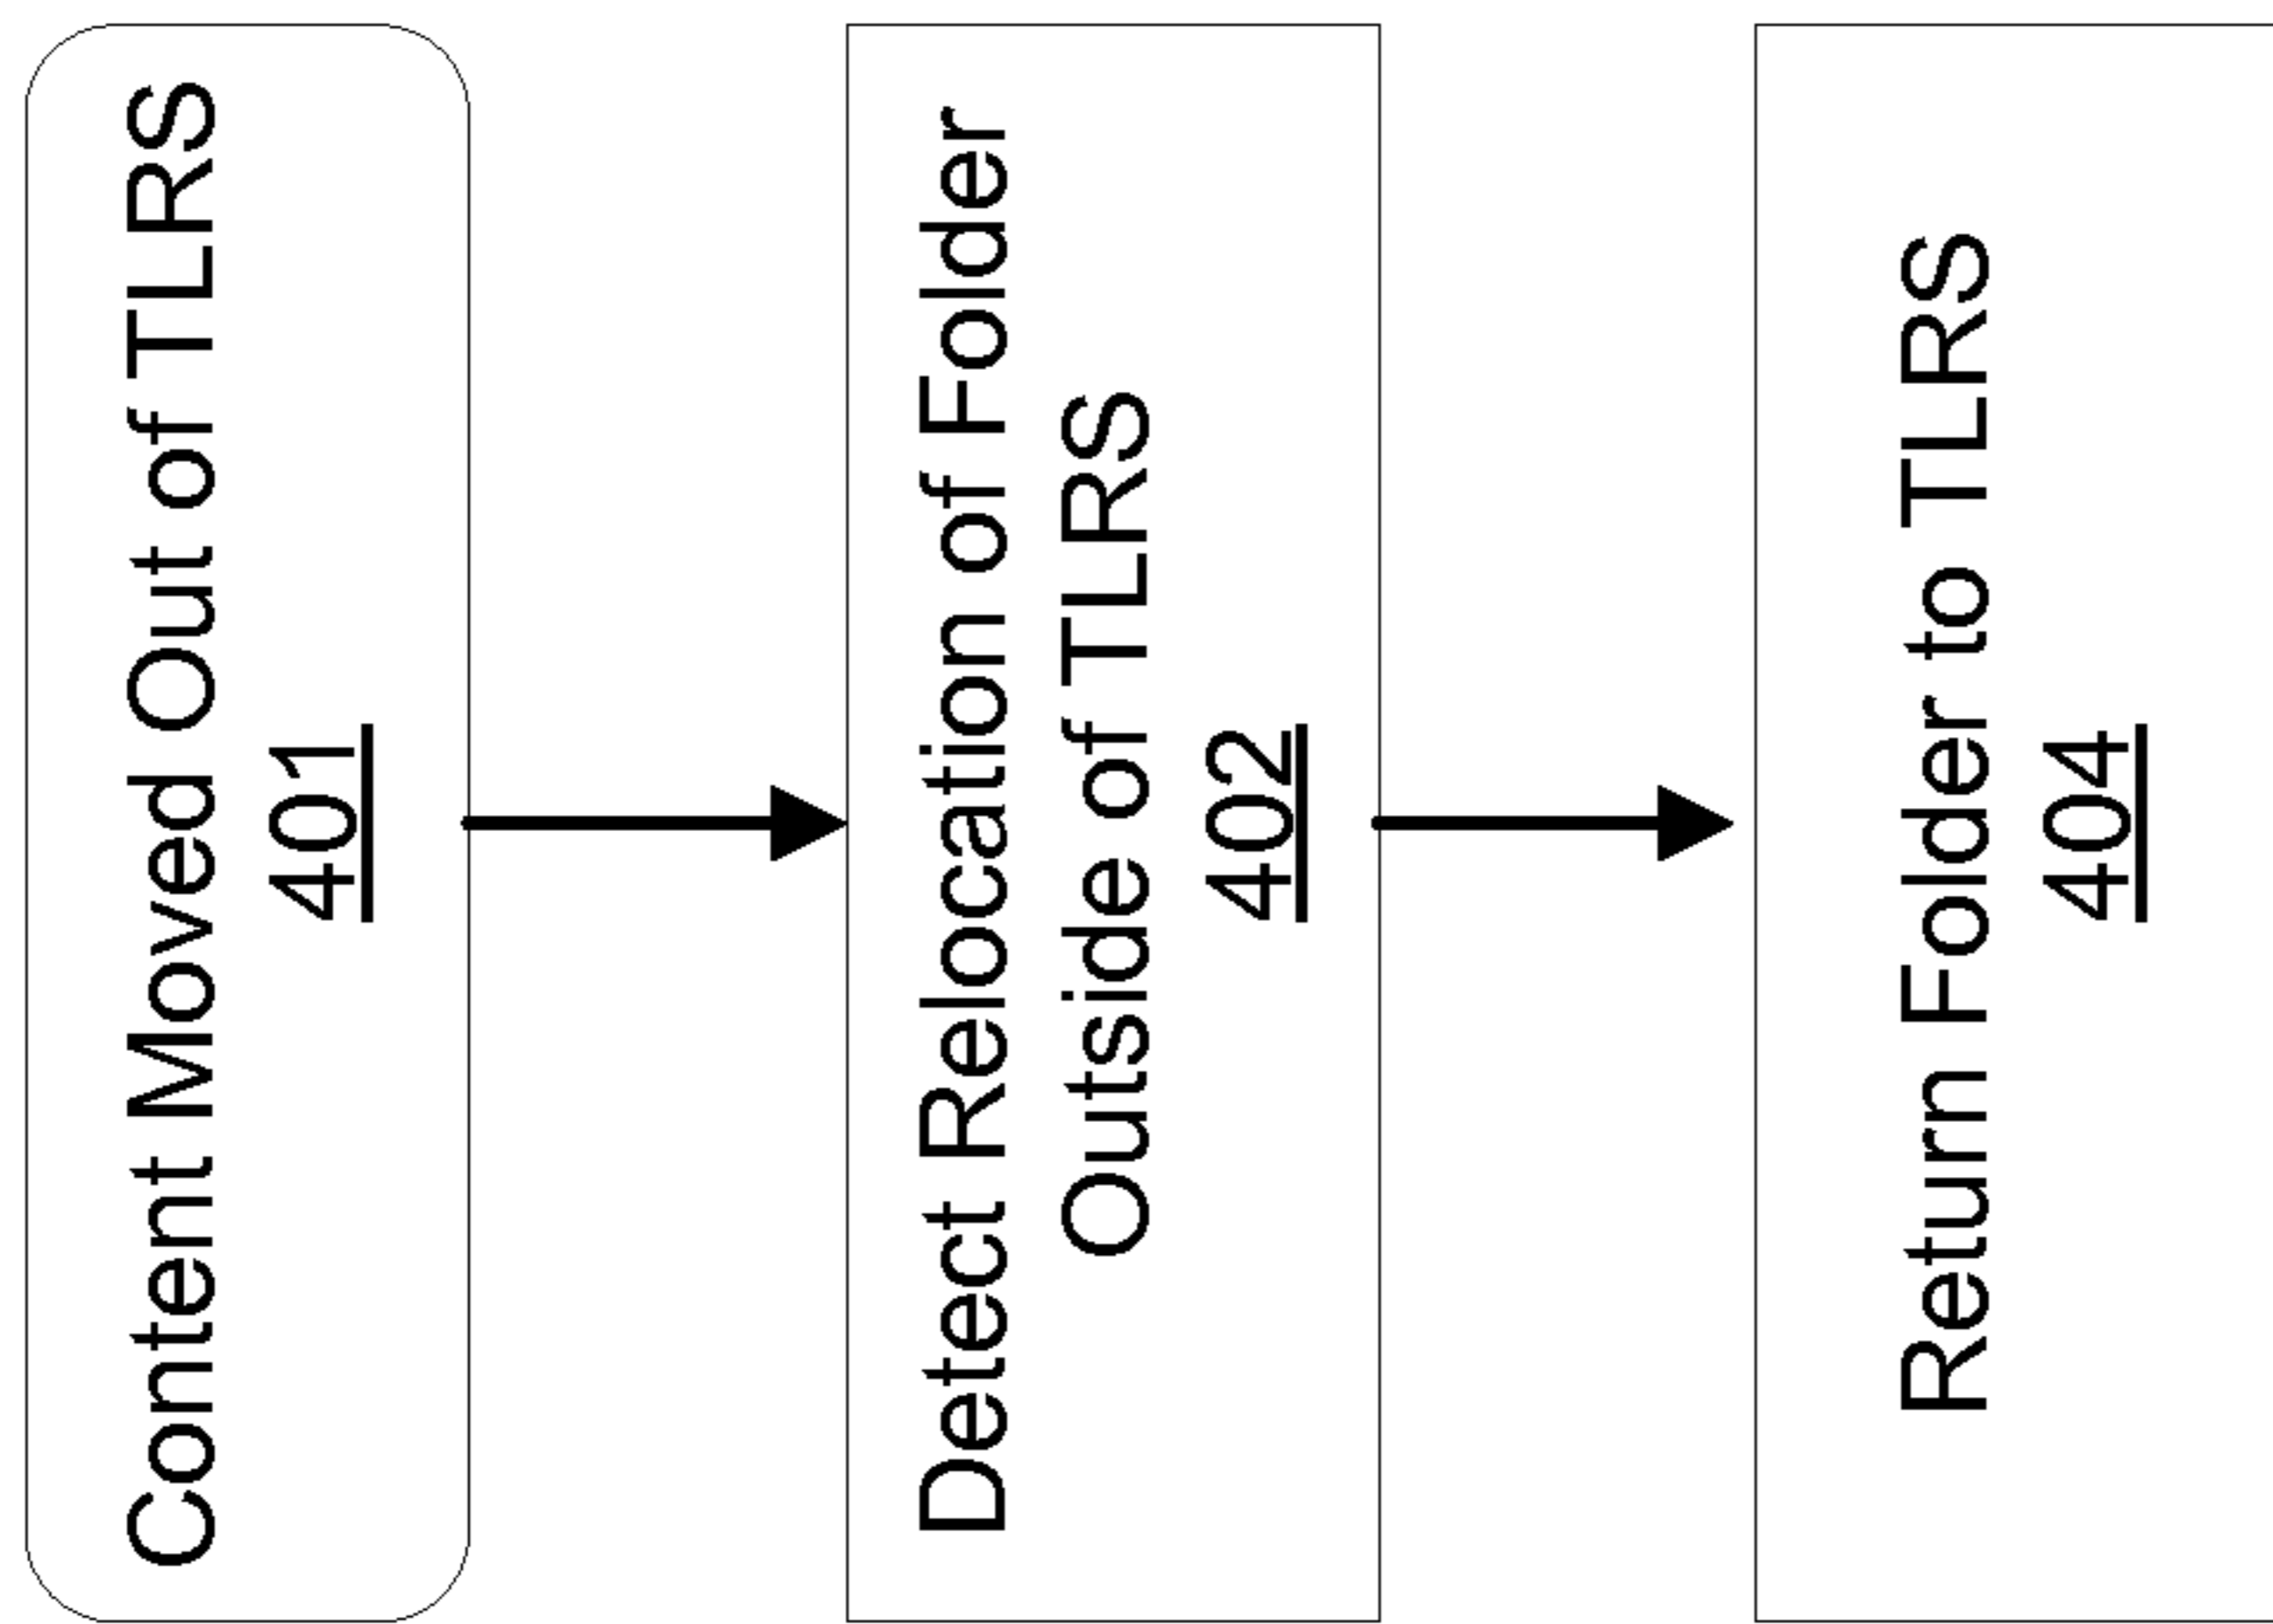 Content Moved Out of TLRS
401
Detect Relocation of Folder
Outside of TLRS
402
Return Folder to TLRS
404